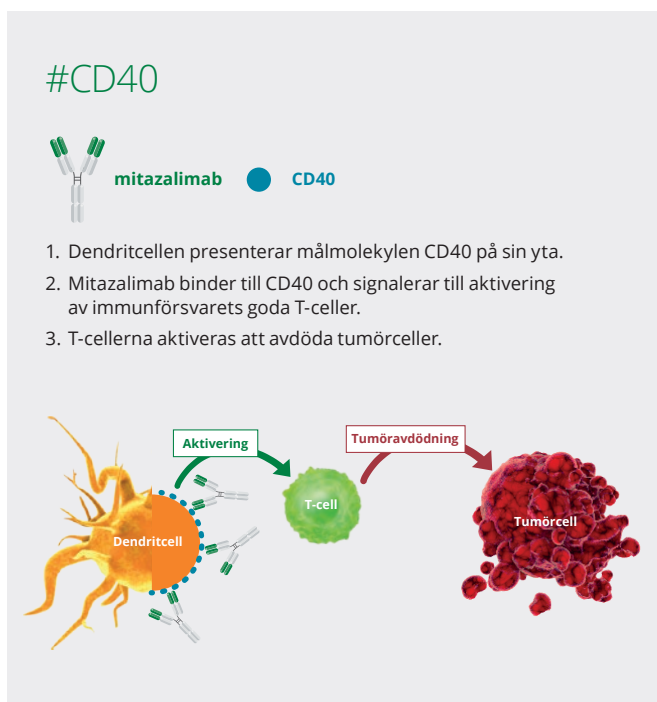 #CD40
mitazalimab
CD40
1. Dendritcellen presenterar målmolekylen CD40 på sin yta.
2. Mitazalimab binder till CD40 och signalerar till aktivering
av immunförsvarets goda T-celler.
3. T-cellerna aktiveras att avdöda tumörceller.
Aktivering
Tumöravdödning
Dendritcell
T-cell
Tumörcell